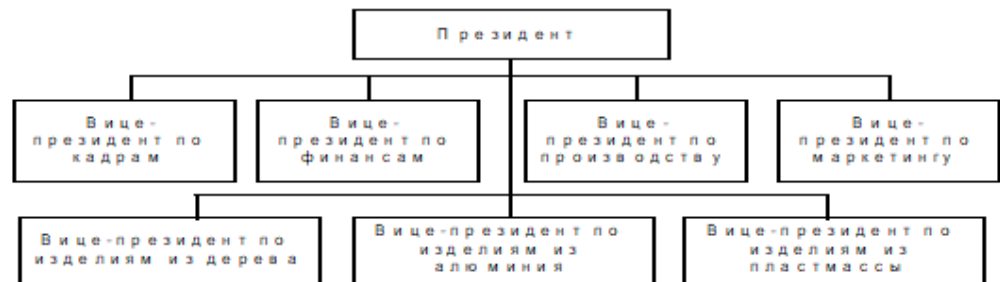 Президент
Вице-
президент по
кадрам
Вице-
президент по
финансам
Вице-
президент по
производству
Вице-
президент по
маркетингу
Вице-президент по
изделиям из дерева
Вице-президент по
изделиям из
алюминия
Вице-президент по
изделиям из
пластмассы